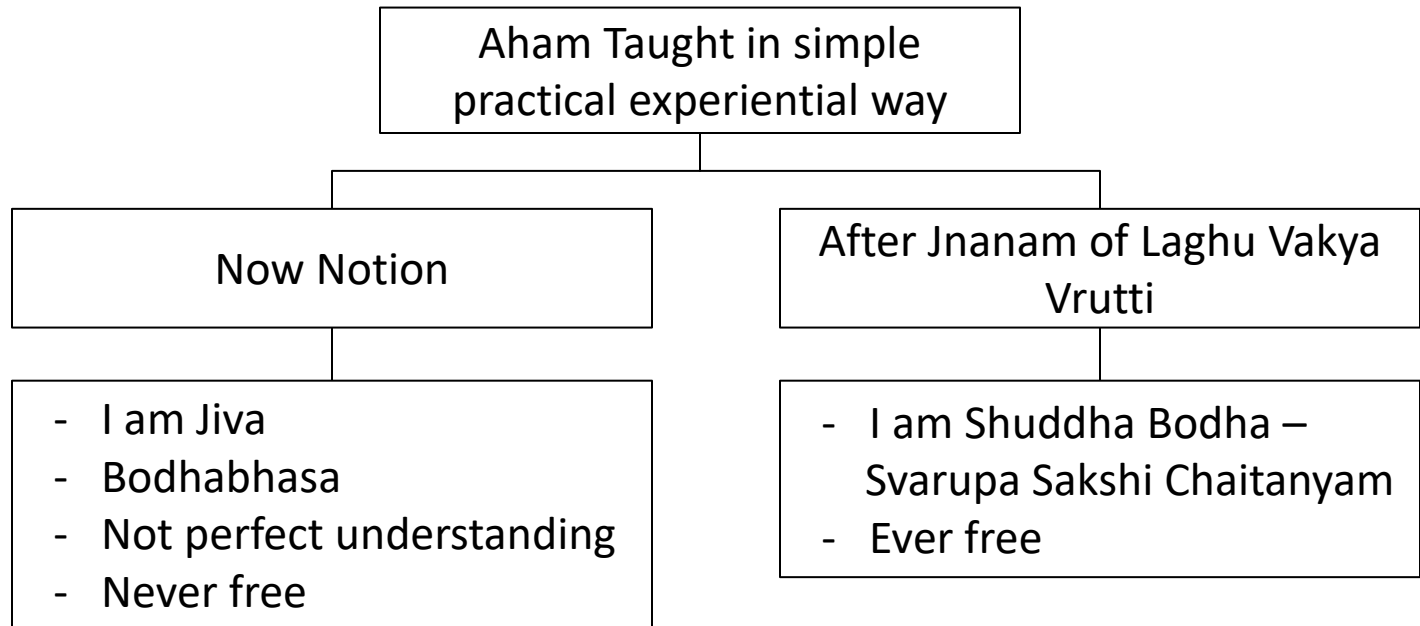 Aham Taught in simple
practical experiential way
Now Notion
After Jnanam of Laghu Vakya
Vrutti
- I am Jiva
- Bodhabhasa
- Not perfect understanding
- Never free
- I am Shuddha Bodha –
Svarupa Sakshi Chaitanyam
- Ever free